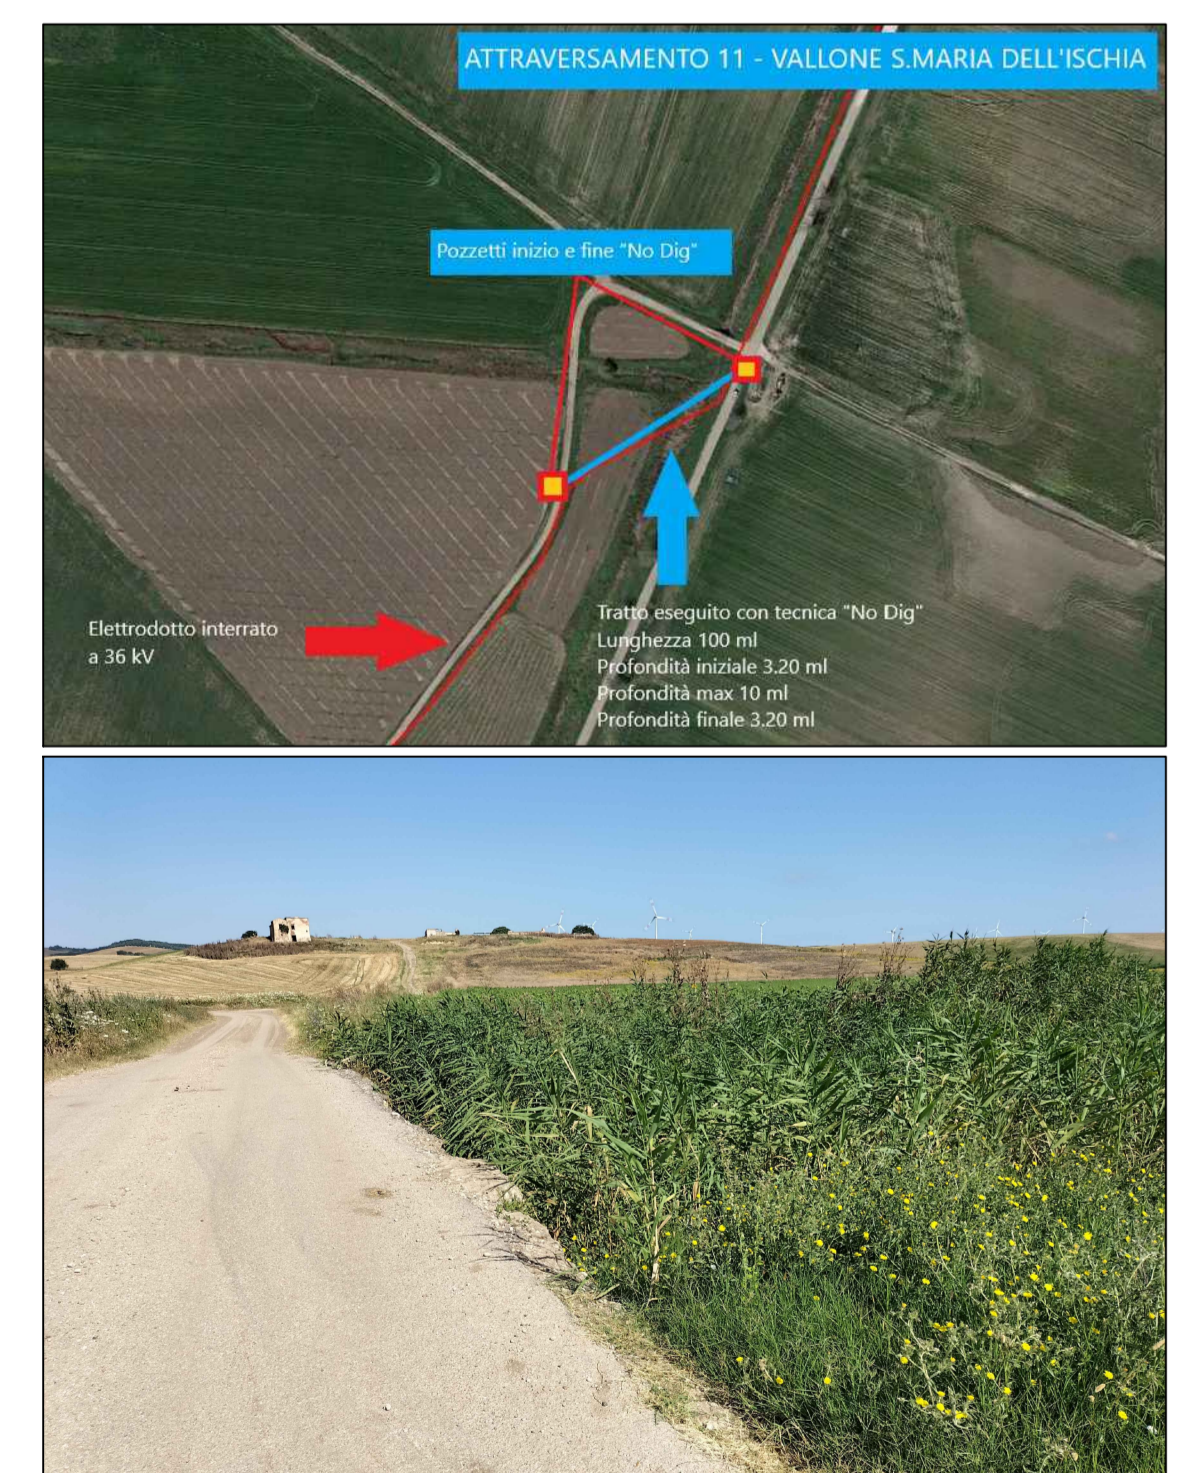 ATTRAVERSAMENTO 11 - VALLONE S.MARIA DELL'ISCHIA
Pozzetti inizio e fine "No Dig"
Elettrodotto interrato
a 36 kV
Tratto eseguito con tecnica "No Dig"
Lunghezza 100 ml
Profondità iniziale 3.20 ml
Profondità max 10 ml
Profondità finale 3.20 ml